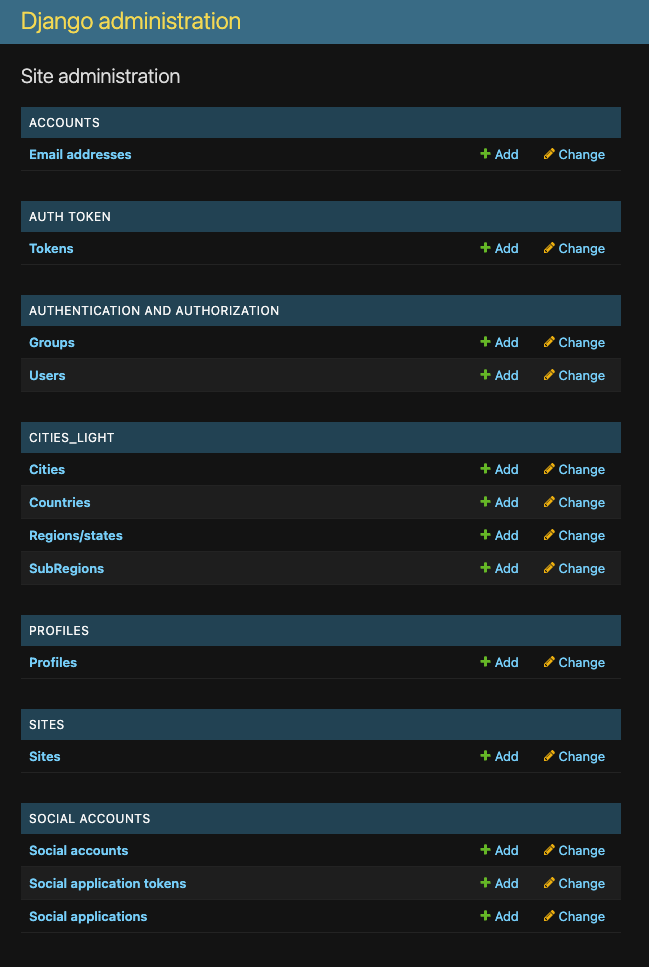 Django administration
Site administration
ACCOUNTS
Email addresses Add Change
AUTH TOKEN
Tokens Add Change
AUTHENTICATION AND AUTHORIZATION
Groups Add Change
Users Add Change
CITIES_LIGHT
Cities Add Change
Countries Add Change
Regions/states Add Change
SubRegions Add Change
PROFILES
Profiles Add Change
SITES
Sites Add Change
SOCIAL ACCOUNTS
Social accounts Add Change
Social application tokens Add Change
Social applications Add Change